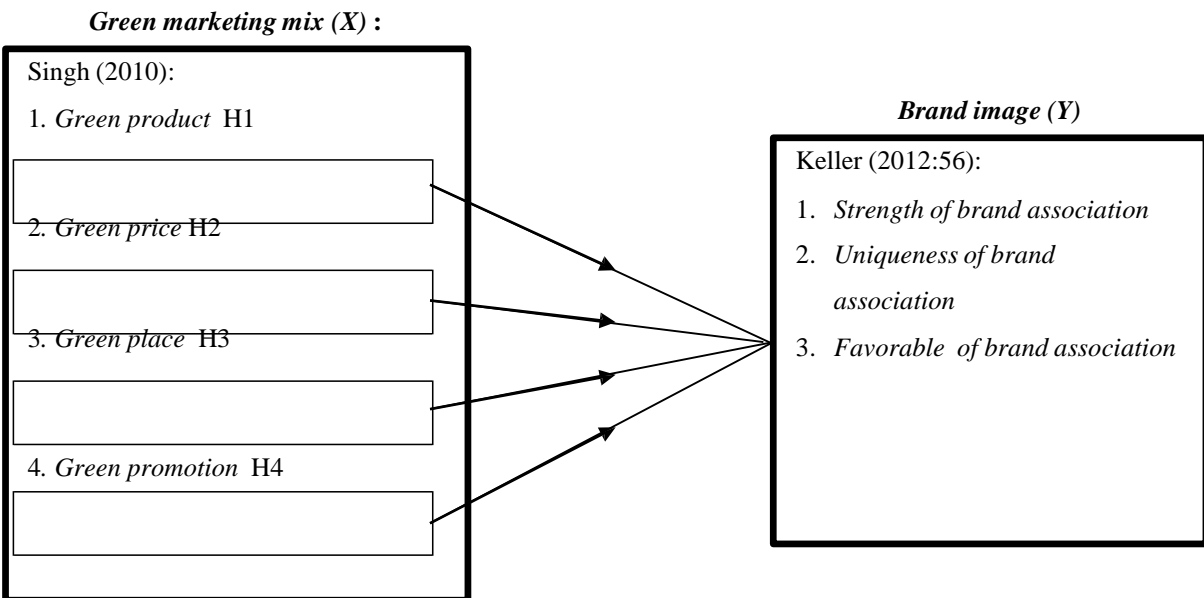 Green marketing mix (X) :
Singh (2010):
1. Green product H1
2. Green price H2
3. Green place H3
4. Green promotion H4
Brand image (Y)
Keller (2012:56):
1. Strength of brand association
2. Uniqueness of brand
association
3. Favorable of brand association